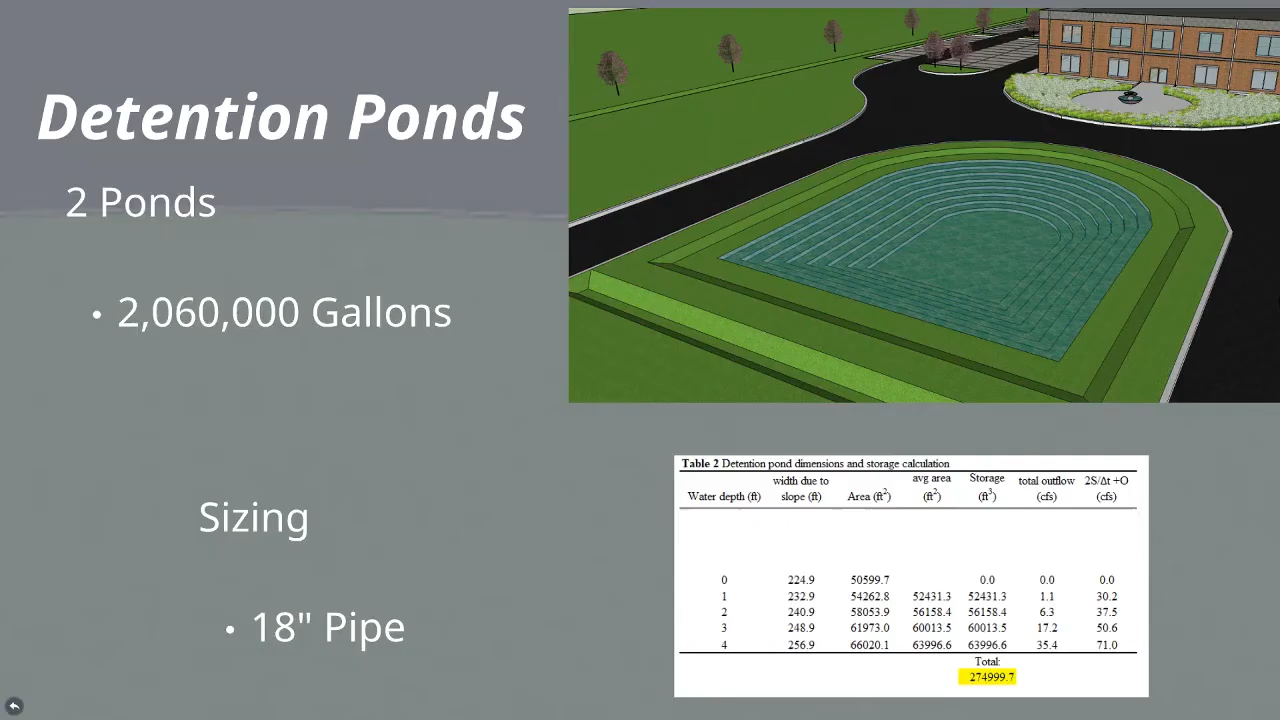 Detention Ponds
2 Ponds
• 2,060,000 Gallons
Sizing
• 18" Pipe
Table 2 Detention pond dimensions and storage calculation
Water depth (ft) width due to slope (ft) Area (ft²) avg area (ft²) Storage (ft³) total outflow (cfs) 2S/Δt +O (cfs)
0 224.9 50599.7 0.0 0.0 0.0
1 232.9 54262.8 52431.3 52431.3 1.1 30.2
2 240.9 58053.9 56158.4 56158.4 6.3 37.5
3 248.9 61973.0 60013.5 60013.5 17.2 50.6
4 256.9 66020.1 63996.6 63996.6 35.4 71.0
Total:
274999.7